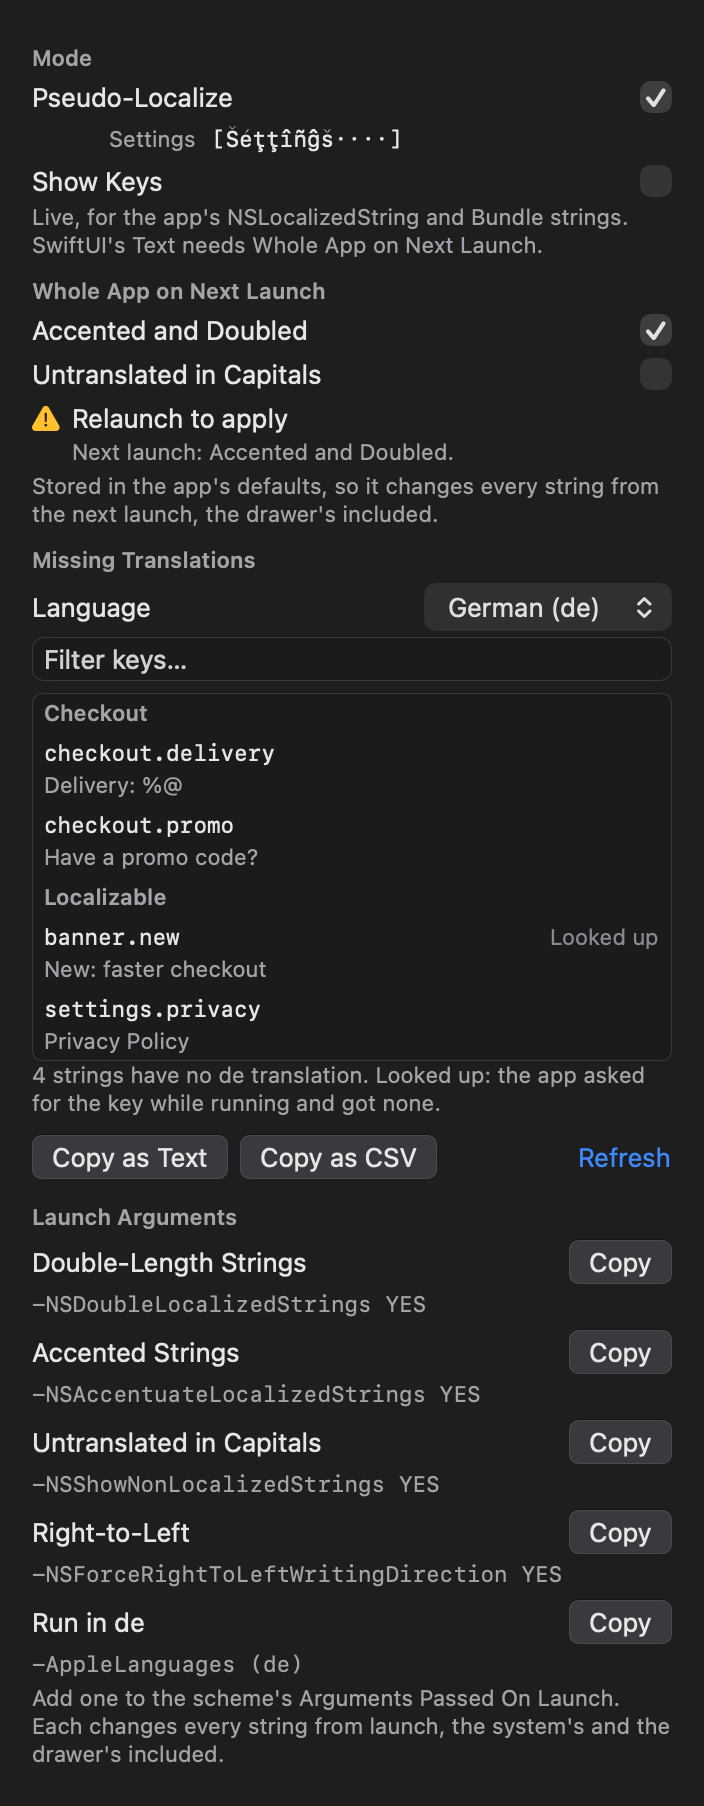 Mode
Pseudo-Localize
Settings [Šéţţîñĝš····]
Show Keys
Live, for the app's NSLocalizedString and Bundle strings.
SwiftUI's Text needs Whole App on Next Launch.
Whole App on Next Launch
Accented and Doubled
Untranslated in Capitals
Relaunch to apply
Next launch: Accented and Doubled.
Stored in the app's defaults, so it changes every string from
the next launch, the drawer's included.
Missing Translations
Language German (de)
Filter keys...
Checkout
checkout.delivery
Delivery: %@
checkout.promo
Have a promo code?
Localizable
banner.new Looked up
New: faster checkout
settings.privacy
Privacy Policy
4 strings have no de translation. Looked up: the app asked
for the key while running and got none.
Copy as Text Copy as CSV Refresh
Launch Arguments
Double-Length Strings Copy
–NSDoubleLocalizedStrings YES
Accented Strings Copy
–NSAccentuateLocalizedStrings YES
Untranslated in Capitals Copy
–NSShowNonLocalizedStrings YES
Right-to-Left Copy
–NSForceRightToLeftWritingDirection YES
Run in de Copy
–AppleLanguages (de)
Add one to the scheme's Arguments Passed On Launch.
Each changes every string from launch, the system's and the
drawer's included.